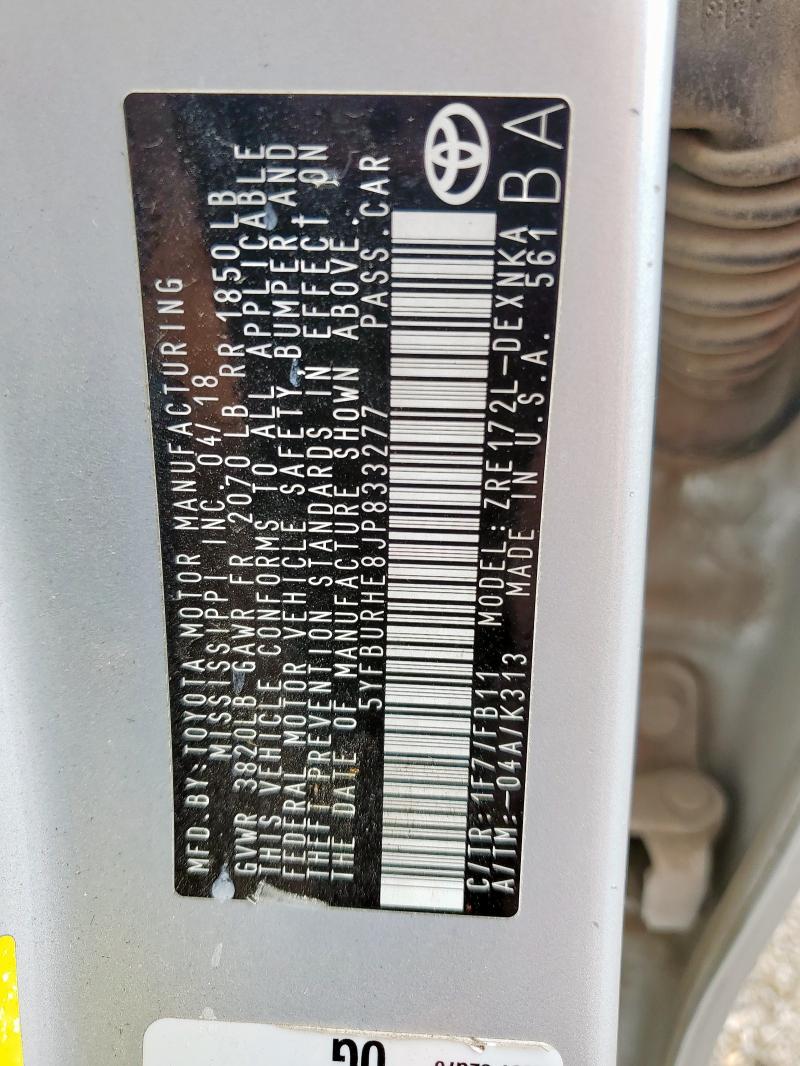 MFD.BY:TOYOTA MOTOR MANUFACTURING
MISSISSIPPI INC.04/18
GVWR 3820LB GAWR FR 2070 LB RR 1850LB
THIS VEHICLE CONFORMS TO ALL APPLICABLE
FEDERAL MOTOR VEHICLE SAFETY,BUMPER AND
THEFT PREVENTION STANDARDS IN EFFECT ON
THE DATE OF MANUFACTURE SHOWN ABOVE.
5YFBURHE8JP833277 PASS.CAR
C/TR:1F7/FB11 MODEL:ZRE172L-DEXNKA
A/TM:-04A/K313 MADE IN U.S.A. 561 BA